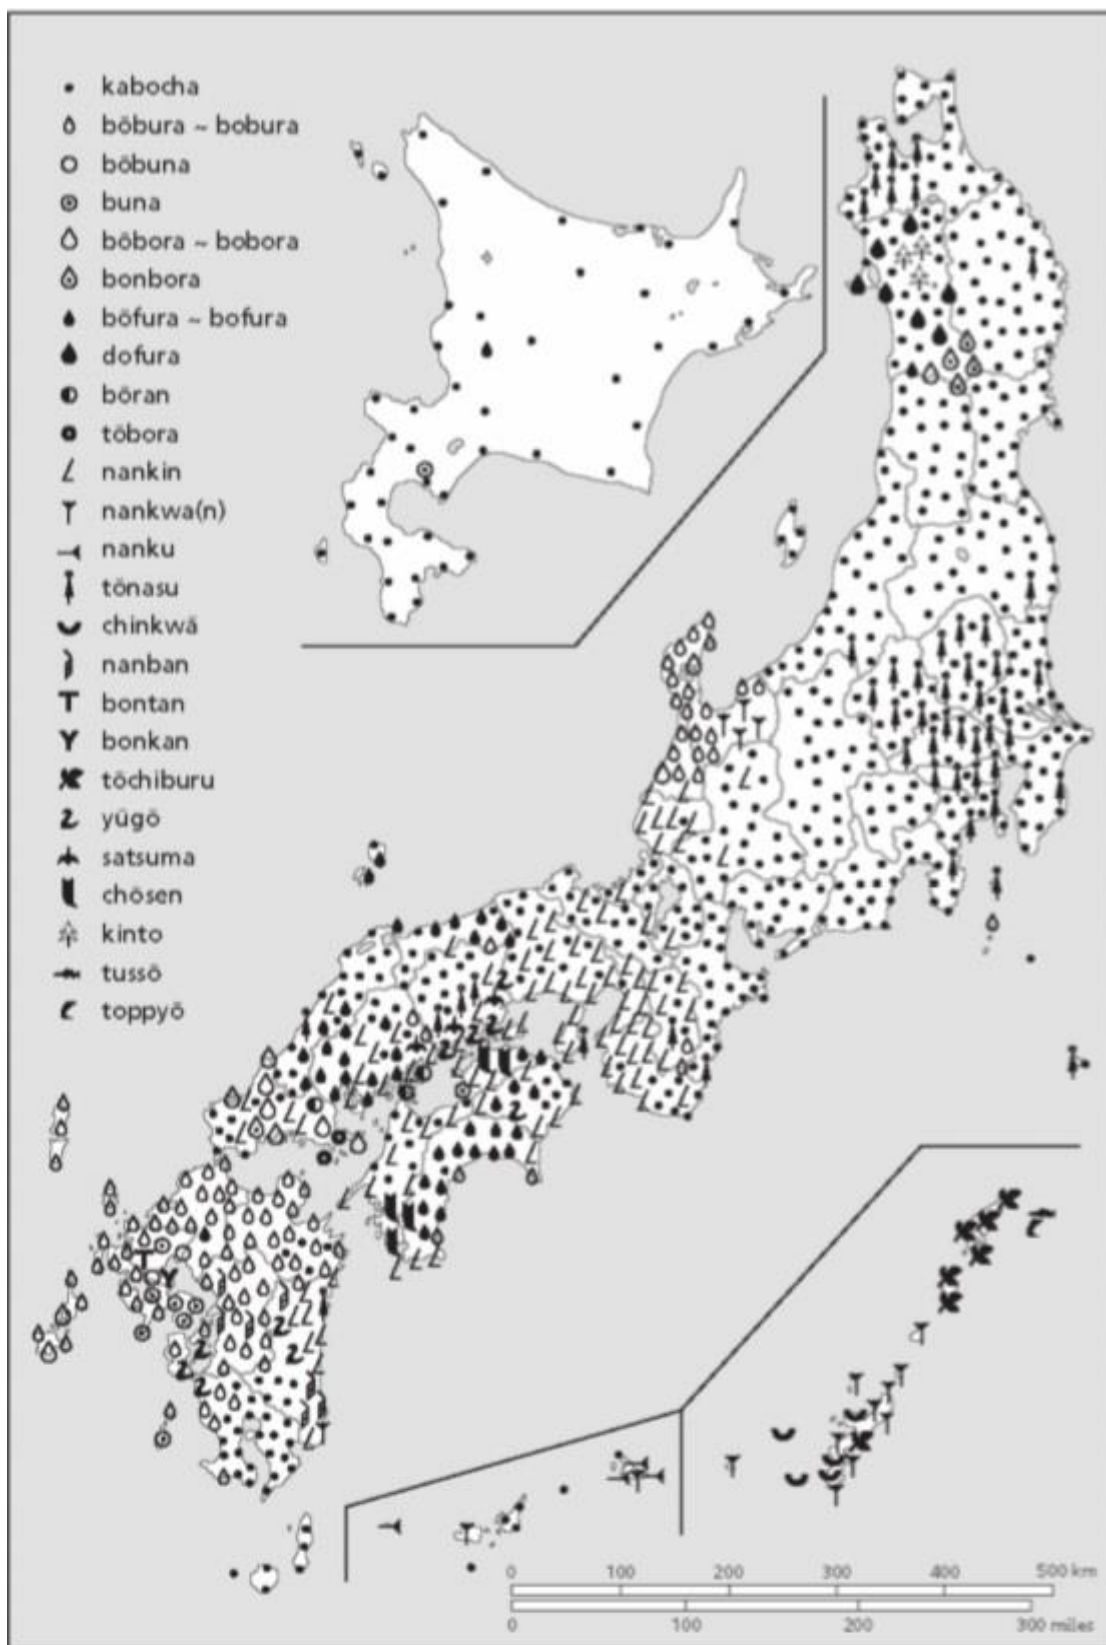 kabocha
bōbura ~ bobura
bōbuna
buna
bōbora ~ bobora
bonbora
bōfura ~ bofura
dofura
bōran
tōbora
nankin
nankwa(n)
nanku
tōnasu
chinkwā
nanban
bontan
bonkan
tōchiburu
yūgō
satsuma
chōsen
kinto
tussō
toppyō
0 100 200 300 400 500 km
0 100 200 300 miles